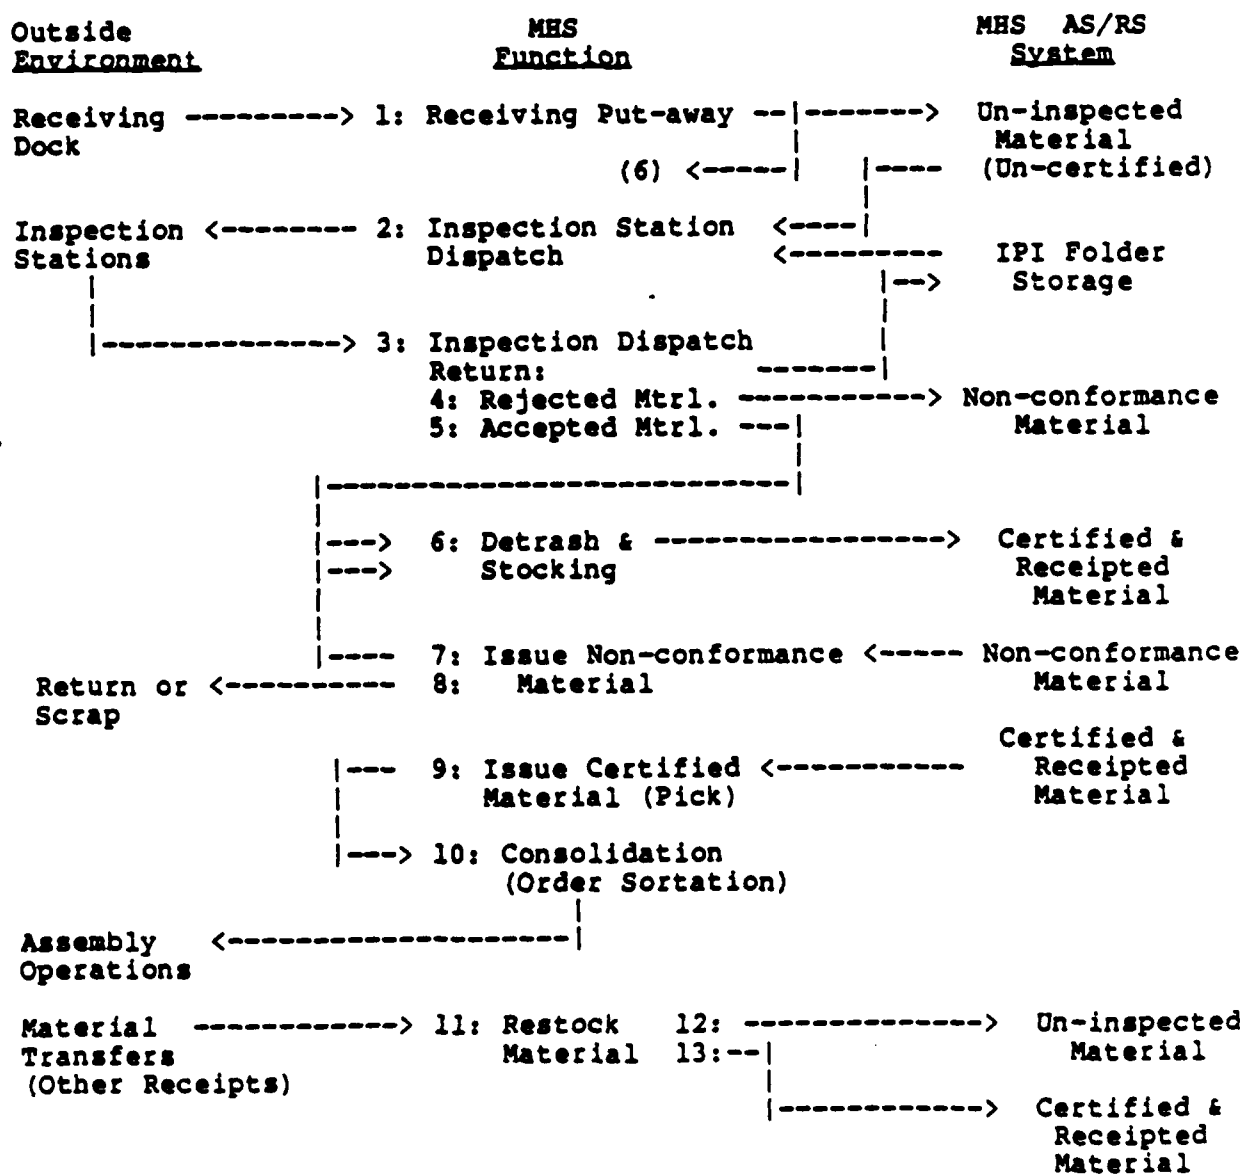 Outside MHS MHS AS/RS
Environment Function System
Receiving ---------> 1: Receiving Put-away --|-------> Un-inspected
Dock | Material
(6) <-----| |---- (Un-certified)
Inspection <-------- 2: Inspection Station <----|
Stations Dispatch <---------- IPI Folder
|--> Storage
|--------------> 3: Inspection Dispatch
Return: -------|
4: Rejected Mtrl. -----------> Non-conformance
5: Accepted Mtrl. ---| Material
|---------------------------|
|---> 6: Detrash & -----------------> Certified &
|---> Stocking Receipted
Material
|---- 7: Issue Non-conformance <----- Non-conformance
Return or <---------- 8: Material Material
Scrap
Certified &
|--- 9: Issue Certified <----------- Receipted
Material (Pick) Material
|---> 10: Consolidation
(Order Sortation)
Assembly <--------------------|
Operations
Material ------------> 11: Restock 12: --------------> Un-inspected
Transfers Material 13:--| Material
(Other Receipts)
|------------> Certified &
Receipted
Material